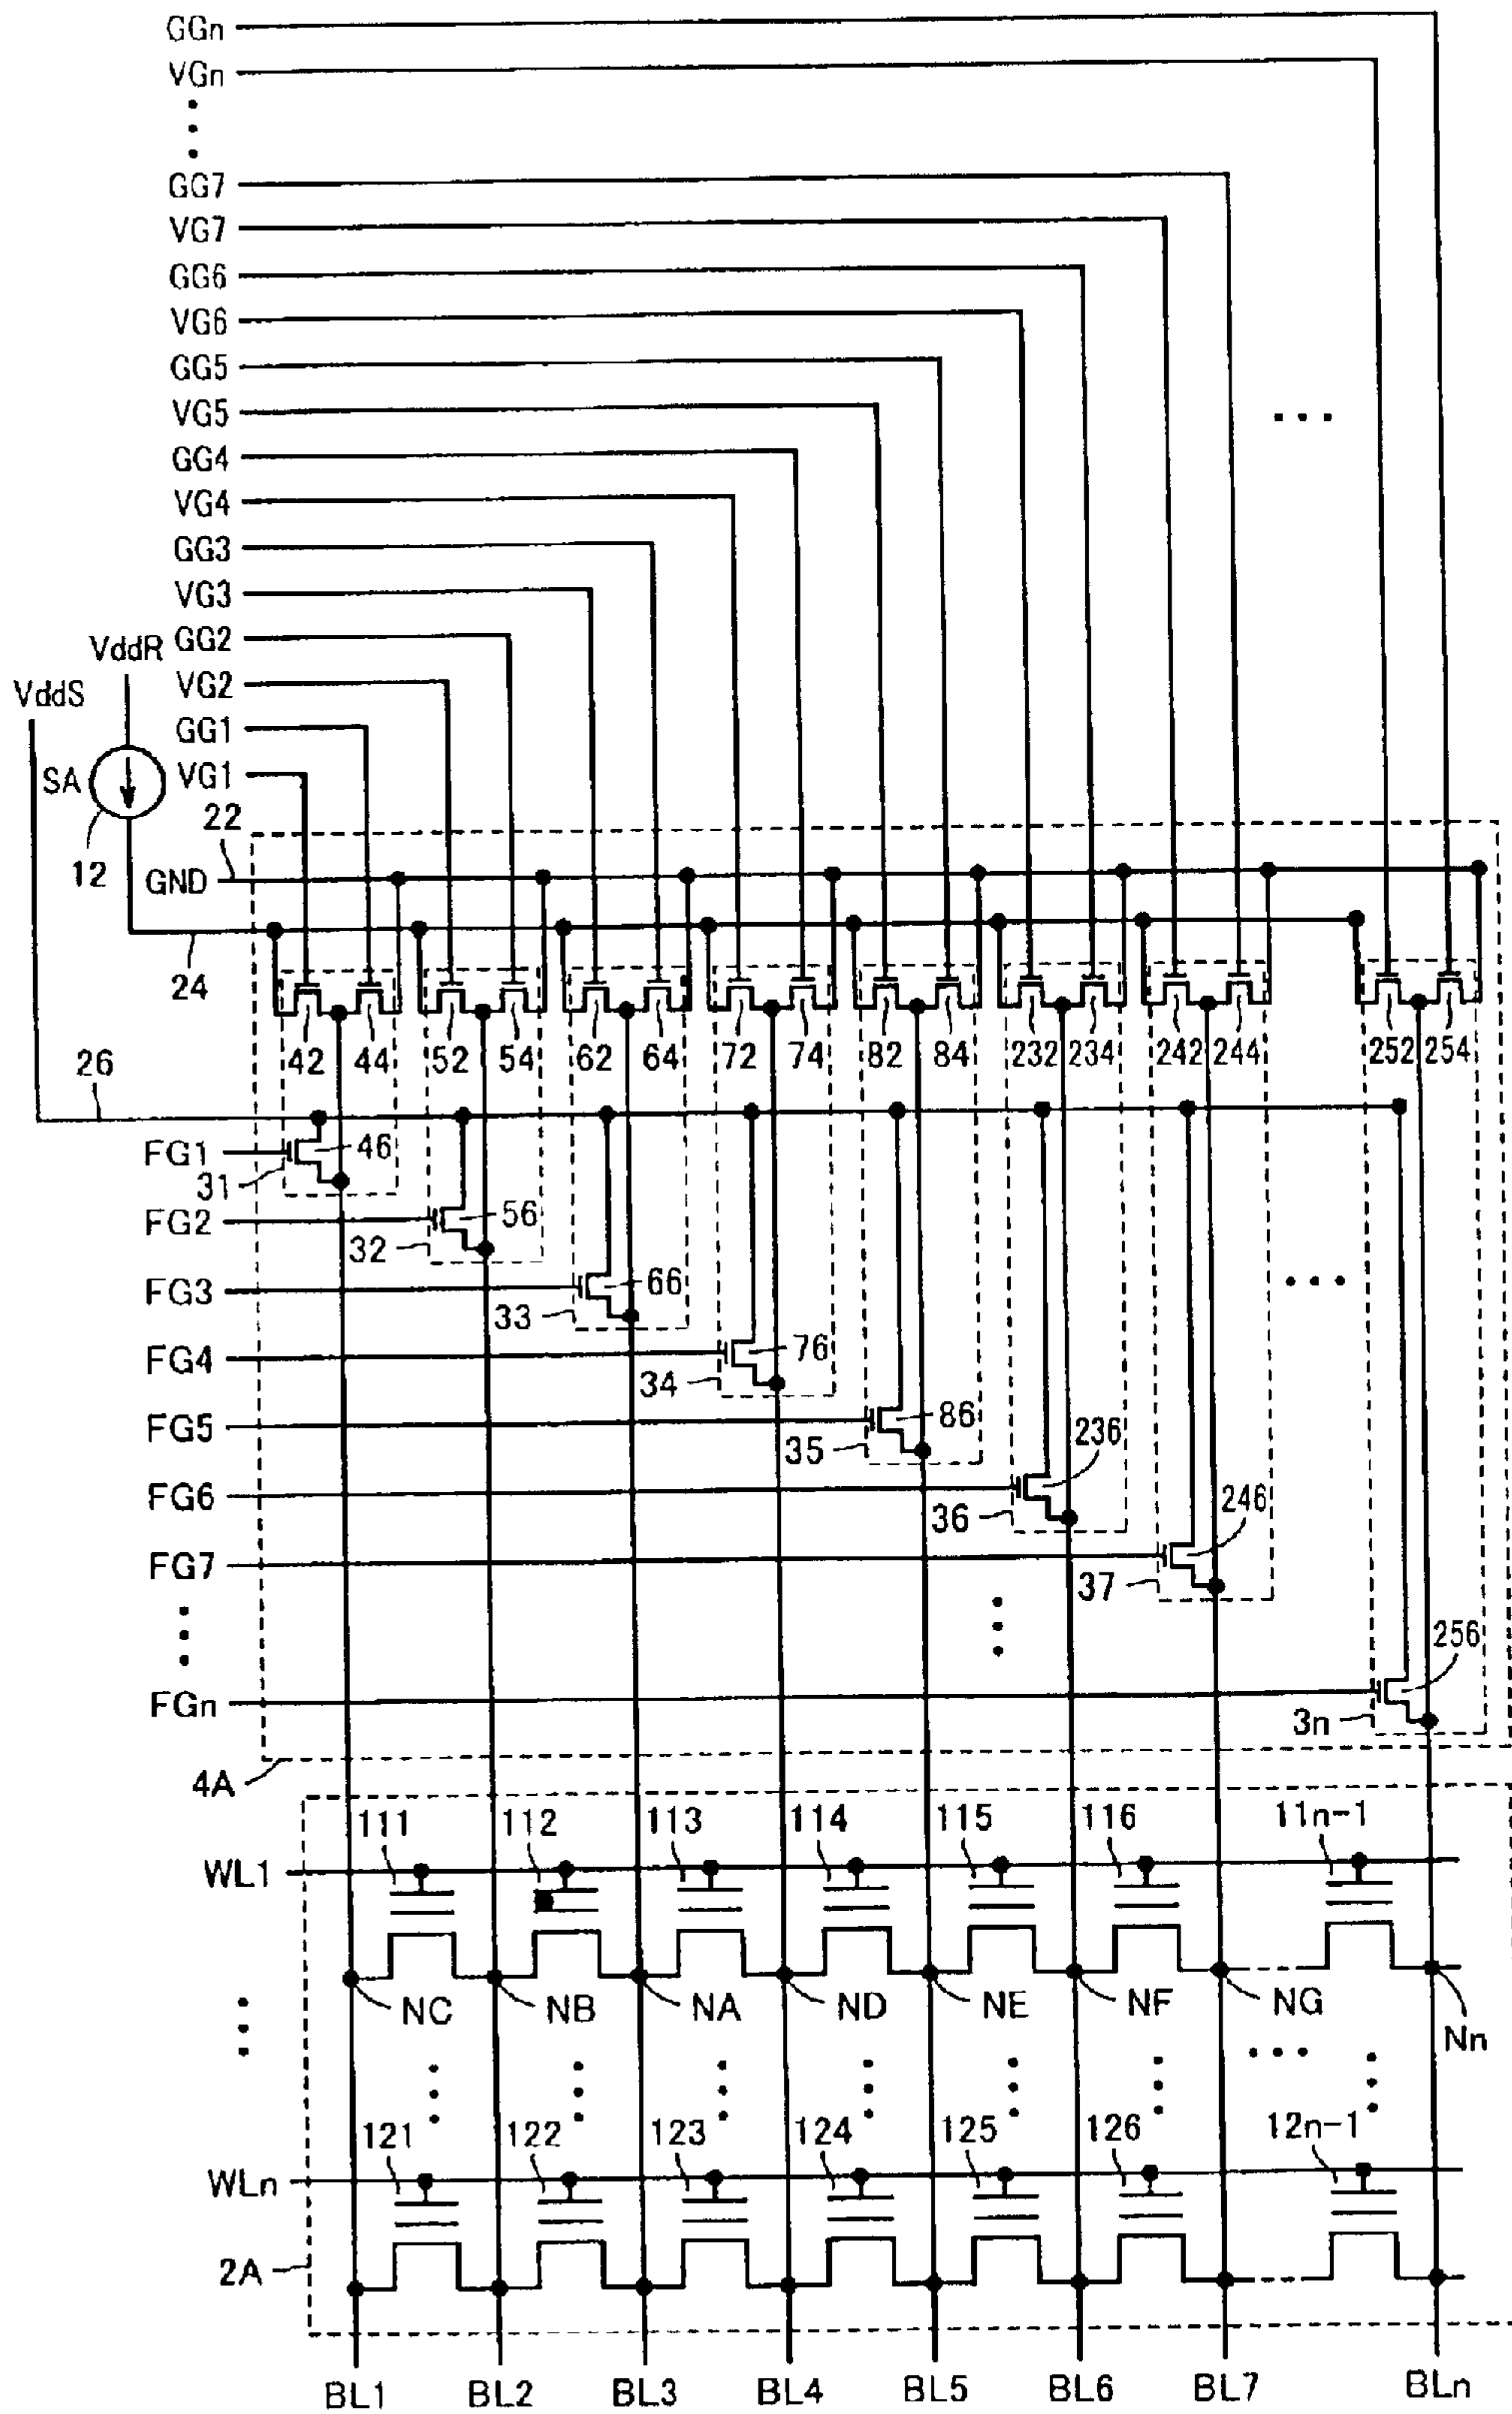 GGn
VGn
GG7
VG7
GG6
VG6
GG5
VG5
. . .
GG4
VG4
GG3
VG3
VddR GG2
VddS VG2
GG1
SA VG1
22
12 GND
24
42 44 52 54 62 64 72 74 82 84 232 234 242 244 252 254
26
FG1 46
31
FG2 56
32
FG3 66 . . .
33
FG4 76
34
FG5 86
35 236
FG6
36 246
FG7
37
256
FGn
3n
4A
111 112 113 114 115 116 11n-1
WL1
NC NB NA ND NE NF NG Nn
. . .
121 122 123 124 125 126 12n-1
WLn
2A
BL1 BL2 BL3 BL4 BL5 BL6 BL7 BLn